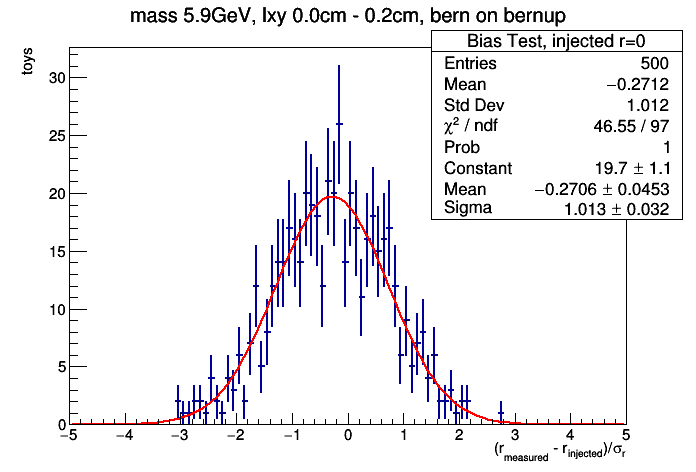 mass 5.9GeV, lxy 0.0cm - 0.2cm, bern on bernup
toys
Bias Test, injected r=0
Entries 500
Mean −0.2712
Std Dev 1.012
χ² / ndf 46.55 / 97
Prob 1
Constant 19.7 ± 1.1
Mean −0.2706 ± 0.0453
Sigma 1.013 ± 0.032
30
25
20
15
10
5
0
−5 −4 −3 −2 −1 0 1 2 3 4 5
(r_measured - r_injected)/σ_r